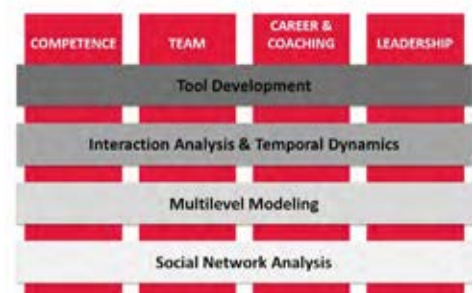 COMPETENCE
TEAM
CAREER &
COACHING
LEADERSHIP
Tool Development
Interaction Analysis & Temporal Dynamics
Multilevel Modeling
Social Network Analysis